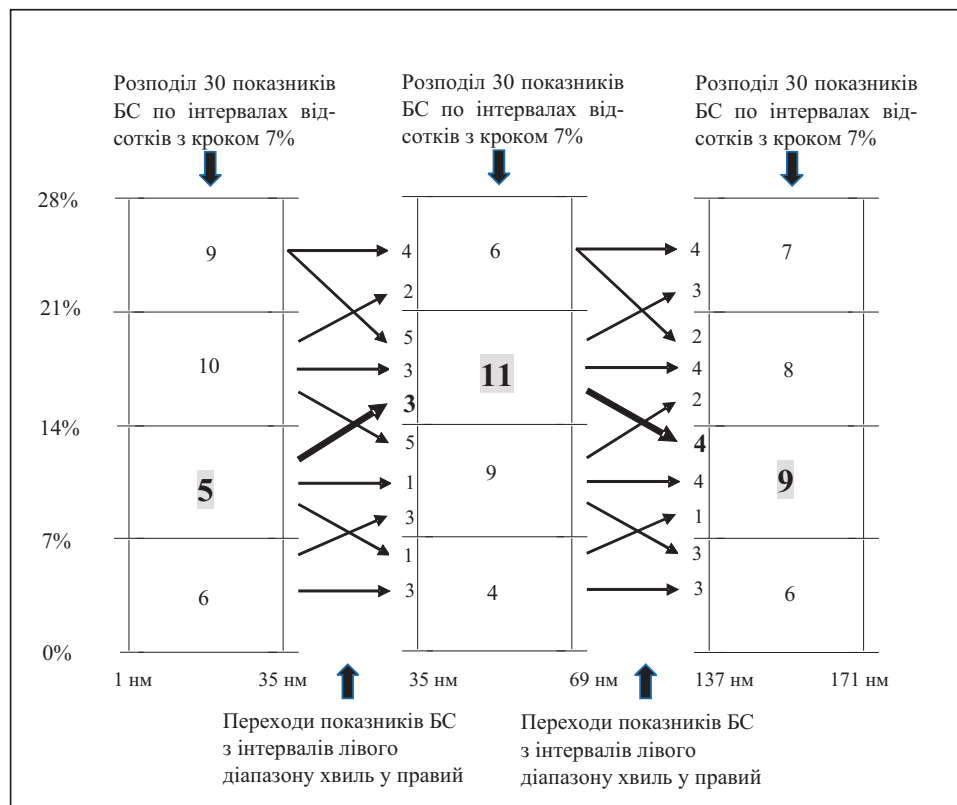 Розподіл 30 показників
БС по інтервалах від-
сотків з кроком 7%
Розподіл 30 показників
БС по інтервалах від-
сотків з кроком 7%
Розподіл 30 показників
БС по інтервалах від-
сотків з кроком 7%
28%
21%
14%
7%
0%
9
10
5
6
4
2
5
3
3
5
1
3
1
3
6
11
9
4
4
3
2
4
2
4
4
1
3
3
7
8
9
6
1 нм
35 нм
35 нм
69 нм
137 нм
171 нм
Переходи показників БС
з інтервалів лівого
діапазону хвиль у правий
Переходи показників БС
з інтервалів лівого
діапазону хвиль у правий